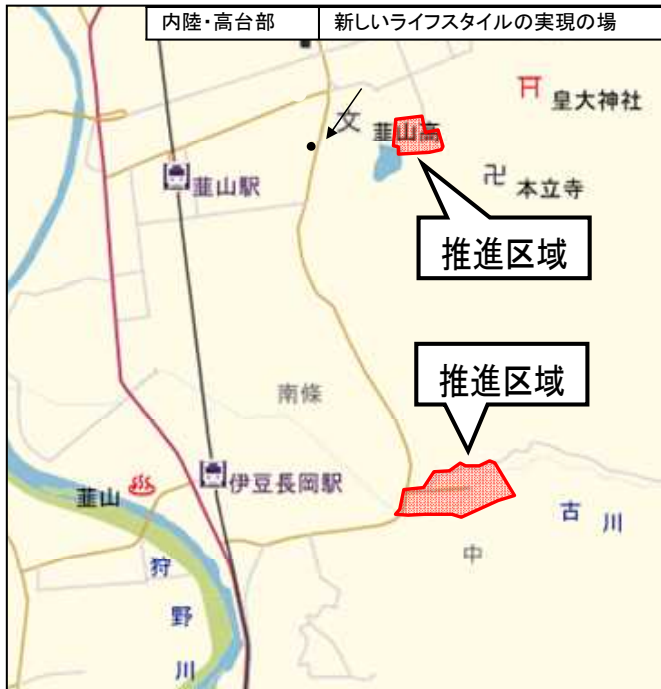 内陸・高台部
新しいライフスタイルの実現の場
文
韮山高
皇大神社
韮山駅
本立寺
推進区域
推進区域
南條
伊豆長岡駅
韮山
古川
中
狩野川